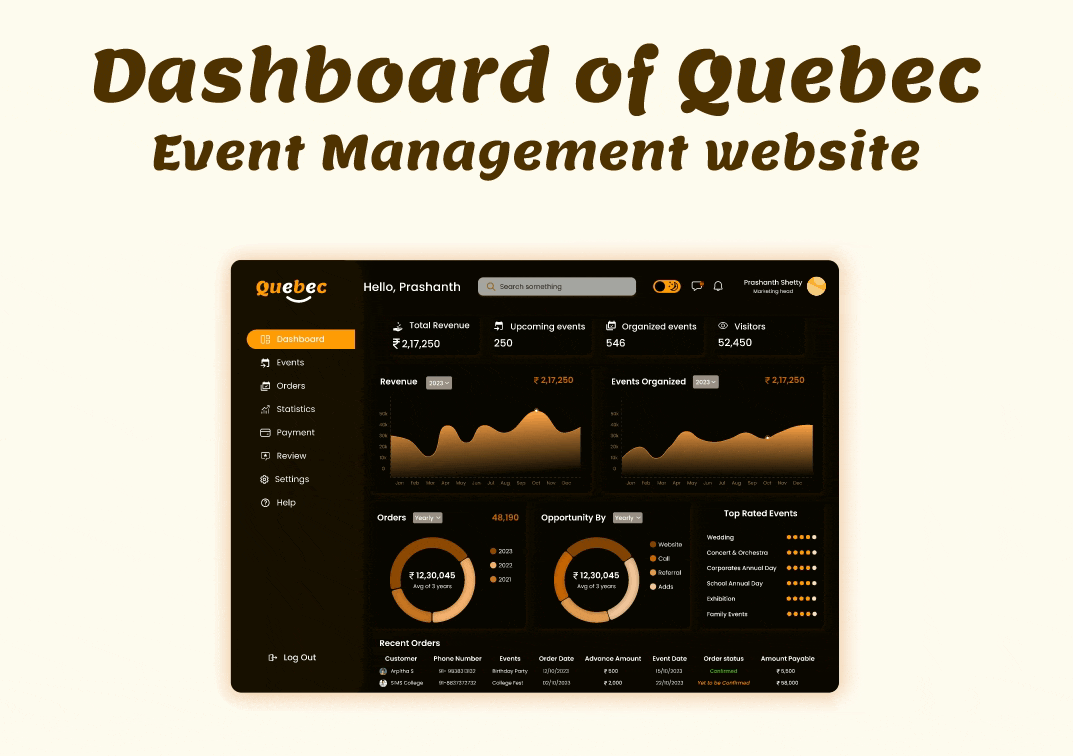 Dashboard of Quebec
Event Management website
Quebec
Hello, Prashanth
Search something
Prashanth Shetty
Marketing head
Dashboard
Events
Orders
Statistics
Payment
Review
Settings
Help
Log Out
Total Revenue
₹ 2,17,250
Upcoming events
250
Organized events
546
Visitors
52,450
Revenue 2023 ₹ 2,17,250
50k
40k
30k
20k
10k
0
Jan Feb Mar Apr May Jun Jul Aug Sep Oct Nov Dec
Events Organized 2023 ₹ 2,17,250
50k
40k
30k
20k
10k
0
Jan Feb Mar Apr May Jun Jul Aug Sep Oct Nov Dec
Orders Yearly 48,190
₹ 12,30,045
Avg of 3 years
2023
2022
2021
Opportunity By Yearly
₹ 12,30,045
Avg of 3 years
Website
Call
Referral
Adds
Top Rated Events
Wedding
Concert & Orchestra
Corporates Annual Day
School Annual Day
Exhibition
Family Events
Recent Orders
Customer Phone Number Events Order Date Advance Amount Event Date Order status Amount Payable
Arpitha S Birthday Party 12/10/2023 ₹ 500 15/10/2023 Confirmed ₹ 5,500
SIMS College 91-8837372732 College Fest 02/10/2023 ₹ 2,000 22/10/2023 Yet to be Confirmed ₹ 58,000